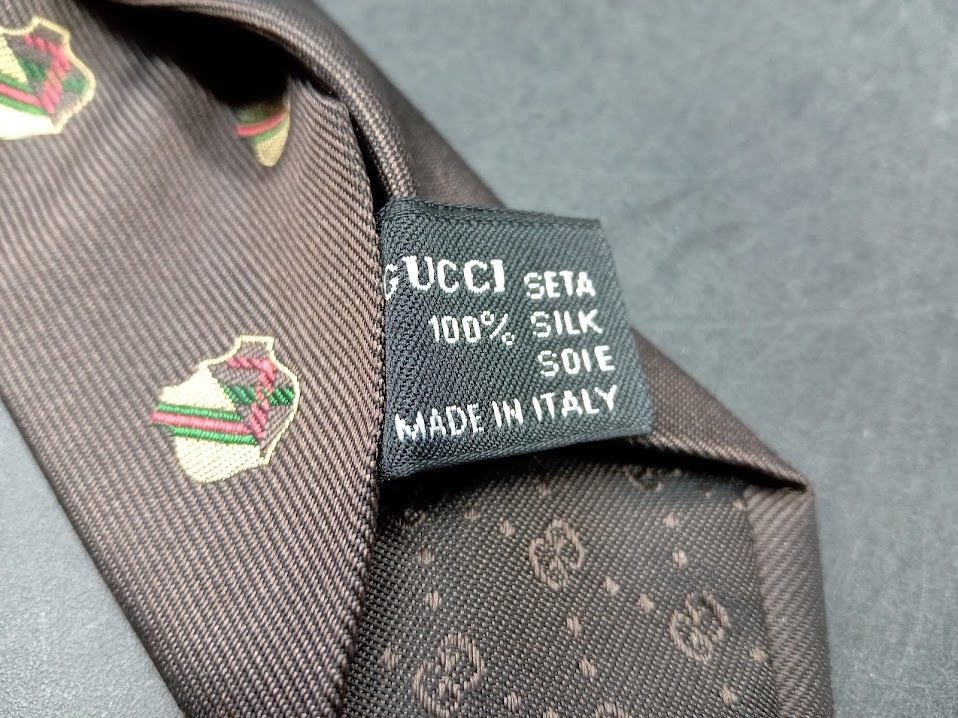 GUCCI SETA
100% SILK
SOIE
MADE IN ITALY